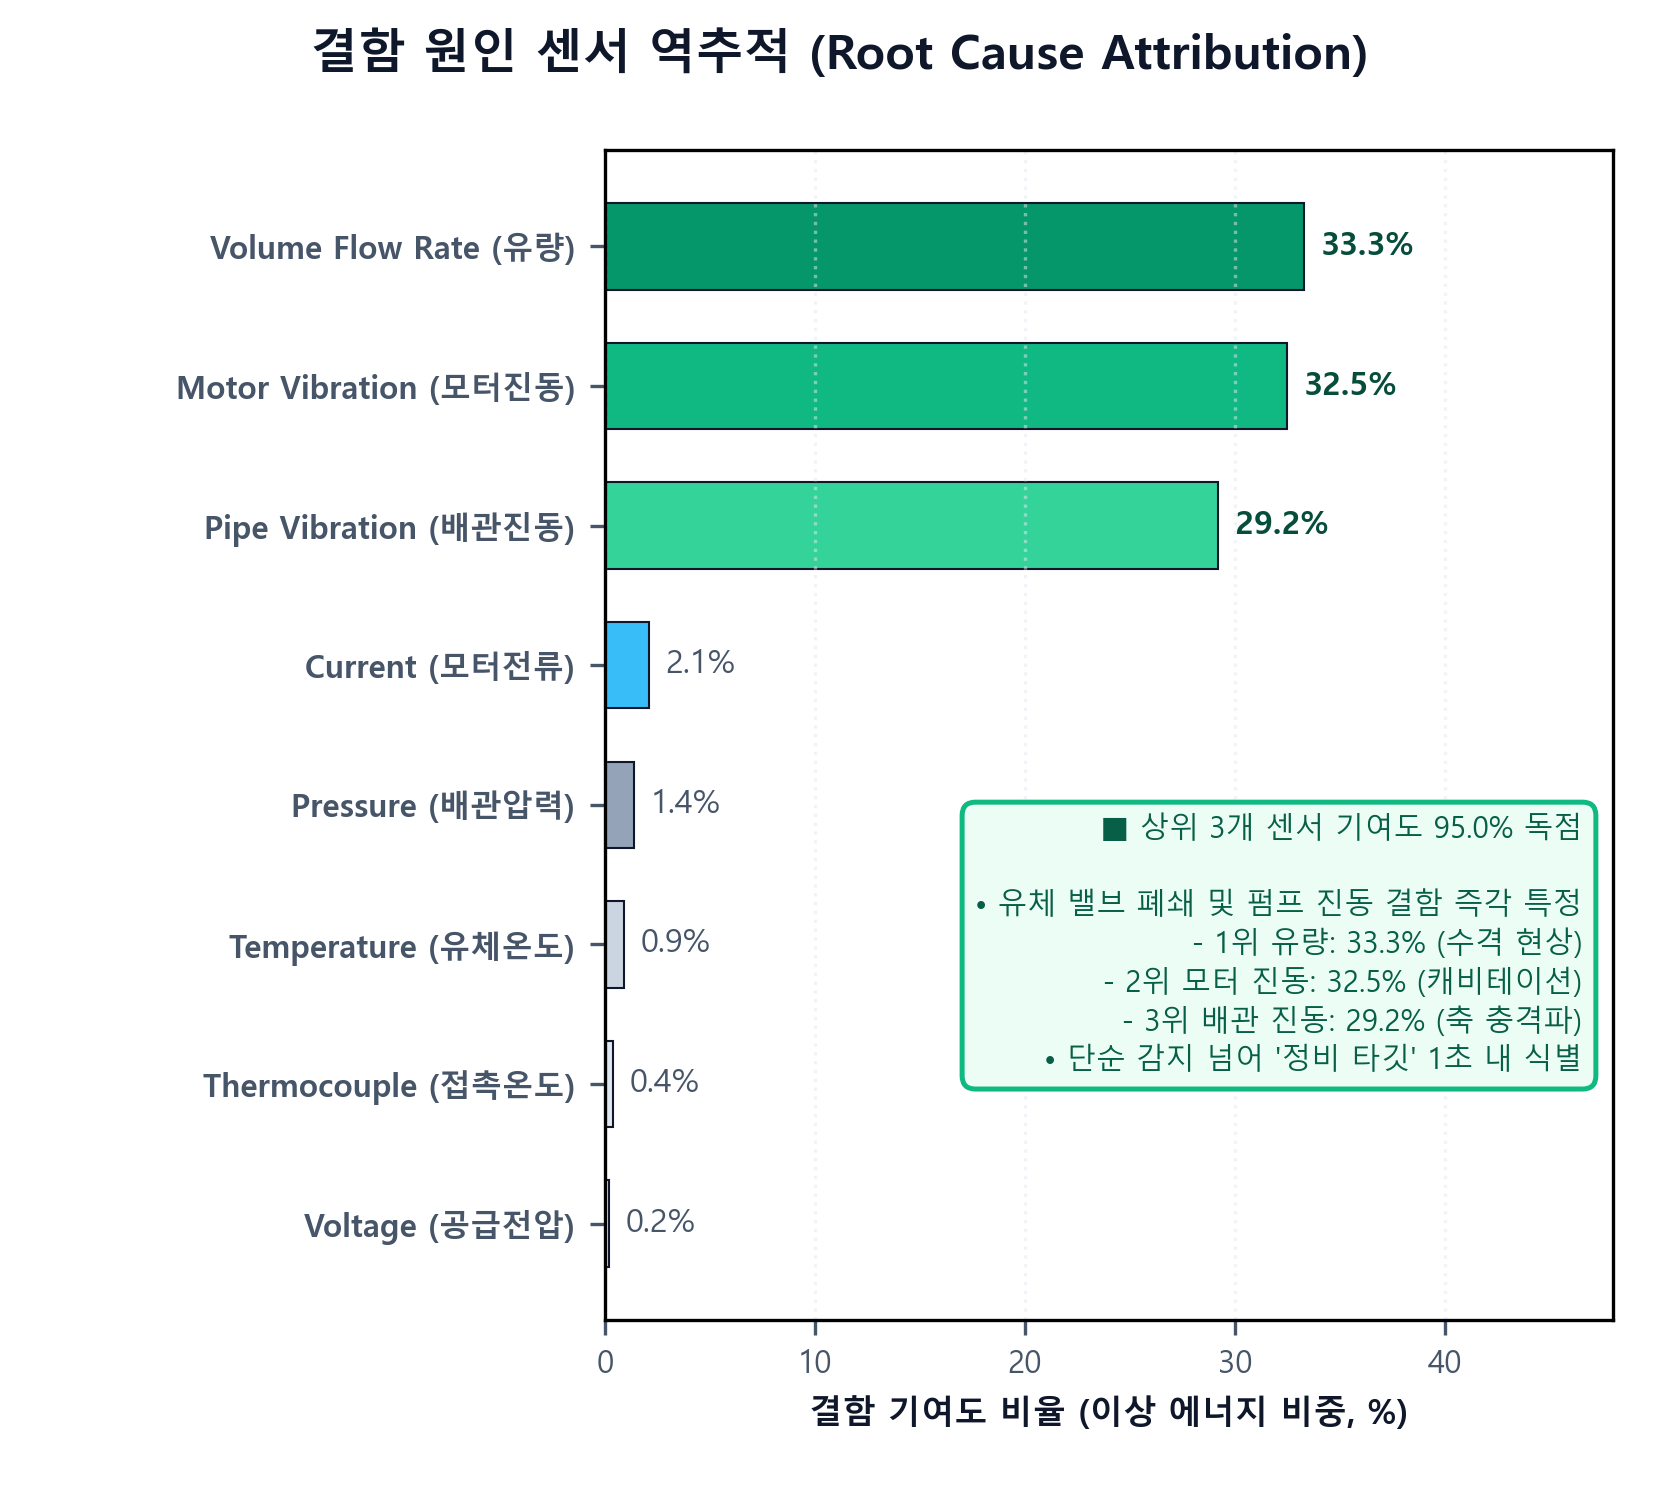 결함 원인 센서 역추적 (Root Cause Attribution)
Volume Flow Rate (유량)
33.3%
Motor Vibration (모터진동)
32.5%
Pipe Vibration (배관진동)
29.2%
Current (모터전류)
2.1%
Pressure (배관압력)
1.4%
Temperature (유체온도)
0.9%
Thermocouple (접촉온도)
0.4%
Voltage (공급전압)
0.2%
■ 상위 3개 센서 기여도 95.0% 독점
• 유체 밸브 폐쇄 및 펌프 진동 결함 즉각 특정
- 1위 유량: 33.3% (수격 현상)
- 2위 모터 진동: 32.5% (캐비테이션)
- 3위 배관 진동: 29.2% (축 충격파)
• 단순 감지 넘어 '정비 타깃' 1초 내 식별
0 10 20 30 40
결함 기여도 비율 (이상 에너지 비중, %)